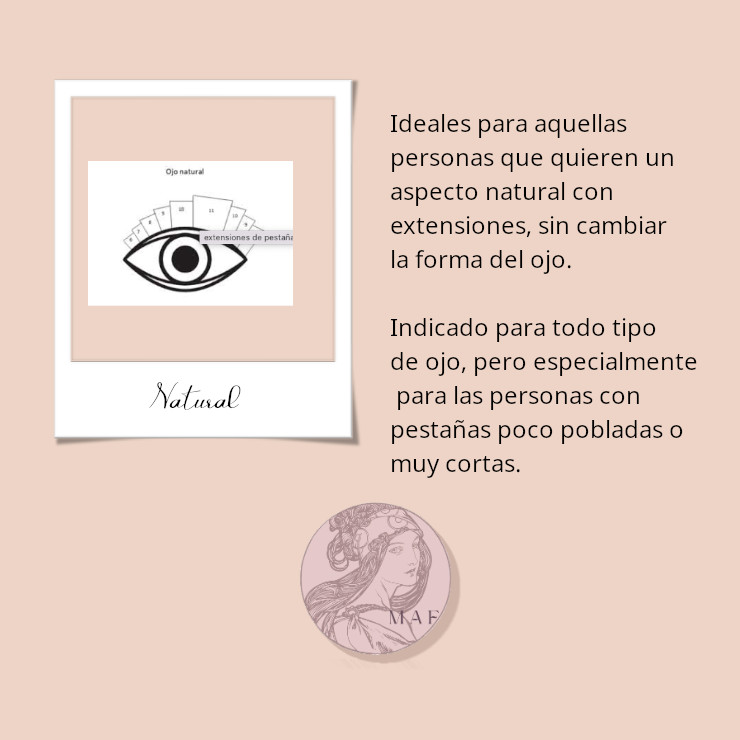 Ojo natural
6 7 8 9 10 11 10 9
extensiones de pestaña
Natural
Ideales para aquellas
personas que quieren un
aspecto natural con
extensiones, sin cambiar
la forma del ojo.
Indicado para todo tipo
de ojo, pero especialmente
para las personas con
pestañas poco pobladas o
muy cortas.
MAE